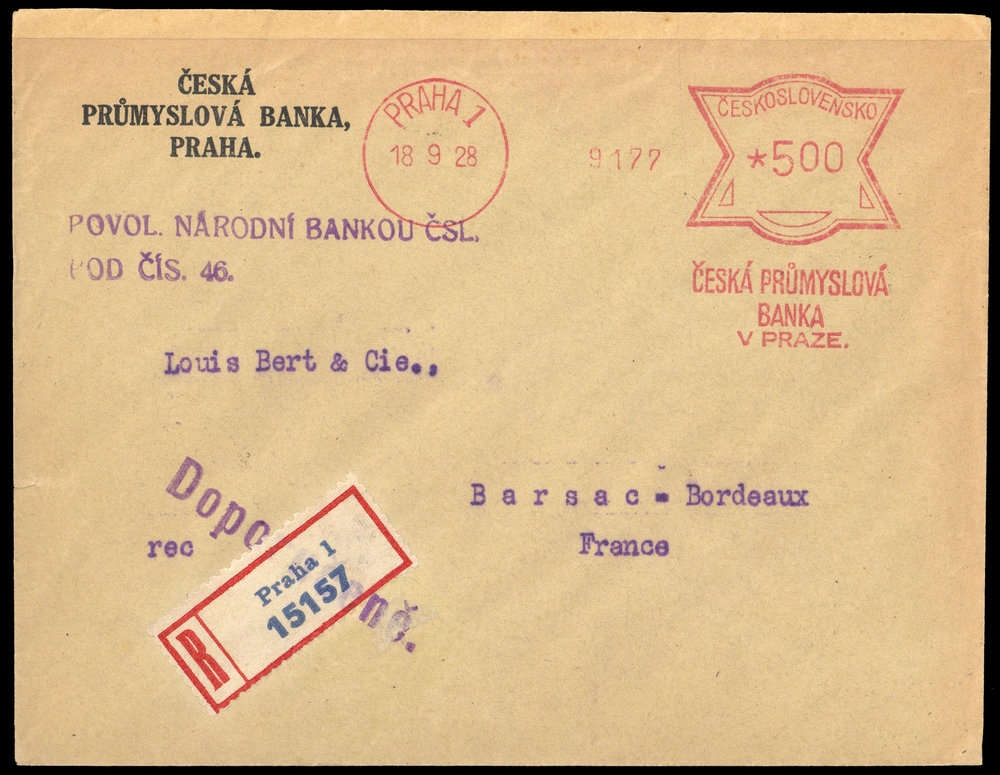 ČESKÁ
PRŮMYSLOVÁ BANKA,
PRAHA.
PRAHA 1
18 9 28
9177
ČESKOSLOVENSKO
*500
ČESKÁ PRŮMYSLOVÁ
BANKA
V PRAZE.
POVOL. NÁRODNÍ BANKOU ČSL.
POD ČÍS. 46.
Louis Bert & Cie.,
Barsac - Bordeaux
France
rec
R
Praha 1
15157